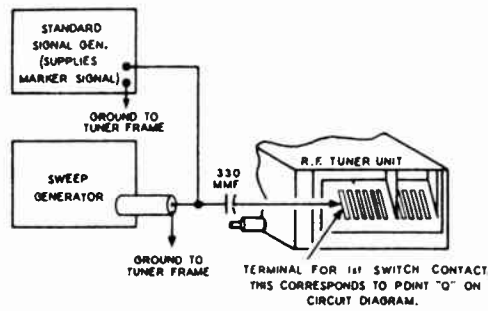 STANDARD
SIGNAL GEN.
(SUPPLIES
MARKER SIGNAL)
GROUND TO
TUNER FRAME
SWEEP
GENERATOR
GROUND TO
TUNER FRAME
330
MMF
R.F. TUNER UNIT
TERMINAL FOR 1st SWITCH CONTACT.
THIS CORRESPONDS TO POINT "Q" ON
CIRCUIT DIAGRAM.